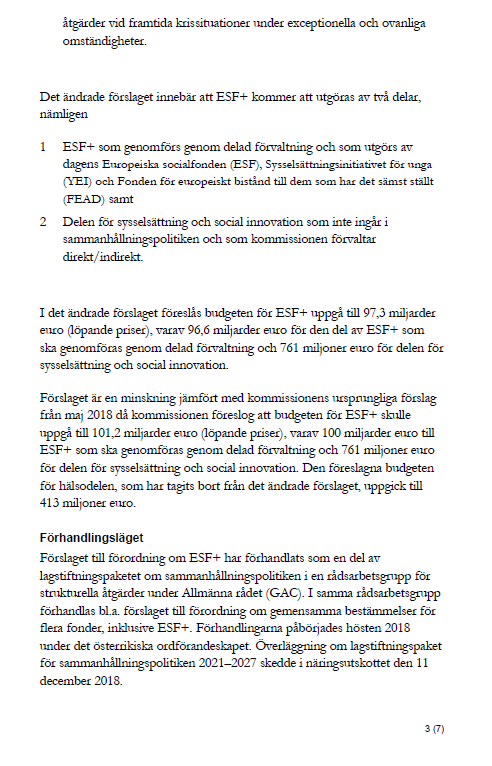 åtgärder vid framtida krissituationer under exceptionella och ovanliga
omständigheter.
Det ändrade förslaget innebär att ESF+ kommer att utgöras av två delar,
nämligen
1 ESF+ som genomförs genom delad förvaltning och som utgörs av
dagens Europeiska socialfonden (ESF), Sysselsättningsinitiativet för unga
(YEI) och Fonden för europeiskt bistånd till dem som har det sämst ställt
(FEAD) samt
2 Delen för sysselsättning och social innovation som inte ingår i
sammanhållningspolitiken och som kommissionen förvaltar
direkt/indirekt.
I det ändrade förslaget föreslås budgeten för ESF+ uppgå till 97,3 miljarder
euro (löpande priser), varav 96,6 miljarder euro för den del av ESF+ som
ska genomföras genom delad förvaltning och 761 miljoner euro för delen för
sysselsättning och social innovation.
Förslaget är en minskning jämfört med kommissionens ursprungliga förslag
från maj 2018 då kommissionen föreslog att budgeten för ESF+ skulle
uppgå till 101,2 miljarder euro (löpande priser), varav 100 miljarder euro till
ESF+ som ska genomföras genom delad förvaltning och 761 miljoner euro
för delen för sysselsättning och social innovation. Den föreslagna budgeten
för hälsodelen, som har tagits bort från det ändrade förslaget, uppgick till
413 miljoner euro.
Förhandlingsläget
Förslaget till förordning om ESF+ har förhandlats som en del av
lagstiftningspaketet om sammanhållningspolitiken i en rådsarbetsgrupp för
strukturella åtgärder under Allmänna rådet (GAC). I samma rådsarbetsgrupp
förhandlas bl.a. förslaget till förordning om gemensamma bestämmelser för
flera fonder, inklusive ESF+. Förhandlingarna påbörjades hösten 2018
under det österrikiska ordförandeskapet. Överläggning om lagstiftningspaket
för sammanhållningspolitiken 2021–2027 skedde i näringsutskottet den 11
december 2018.
3 (7)